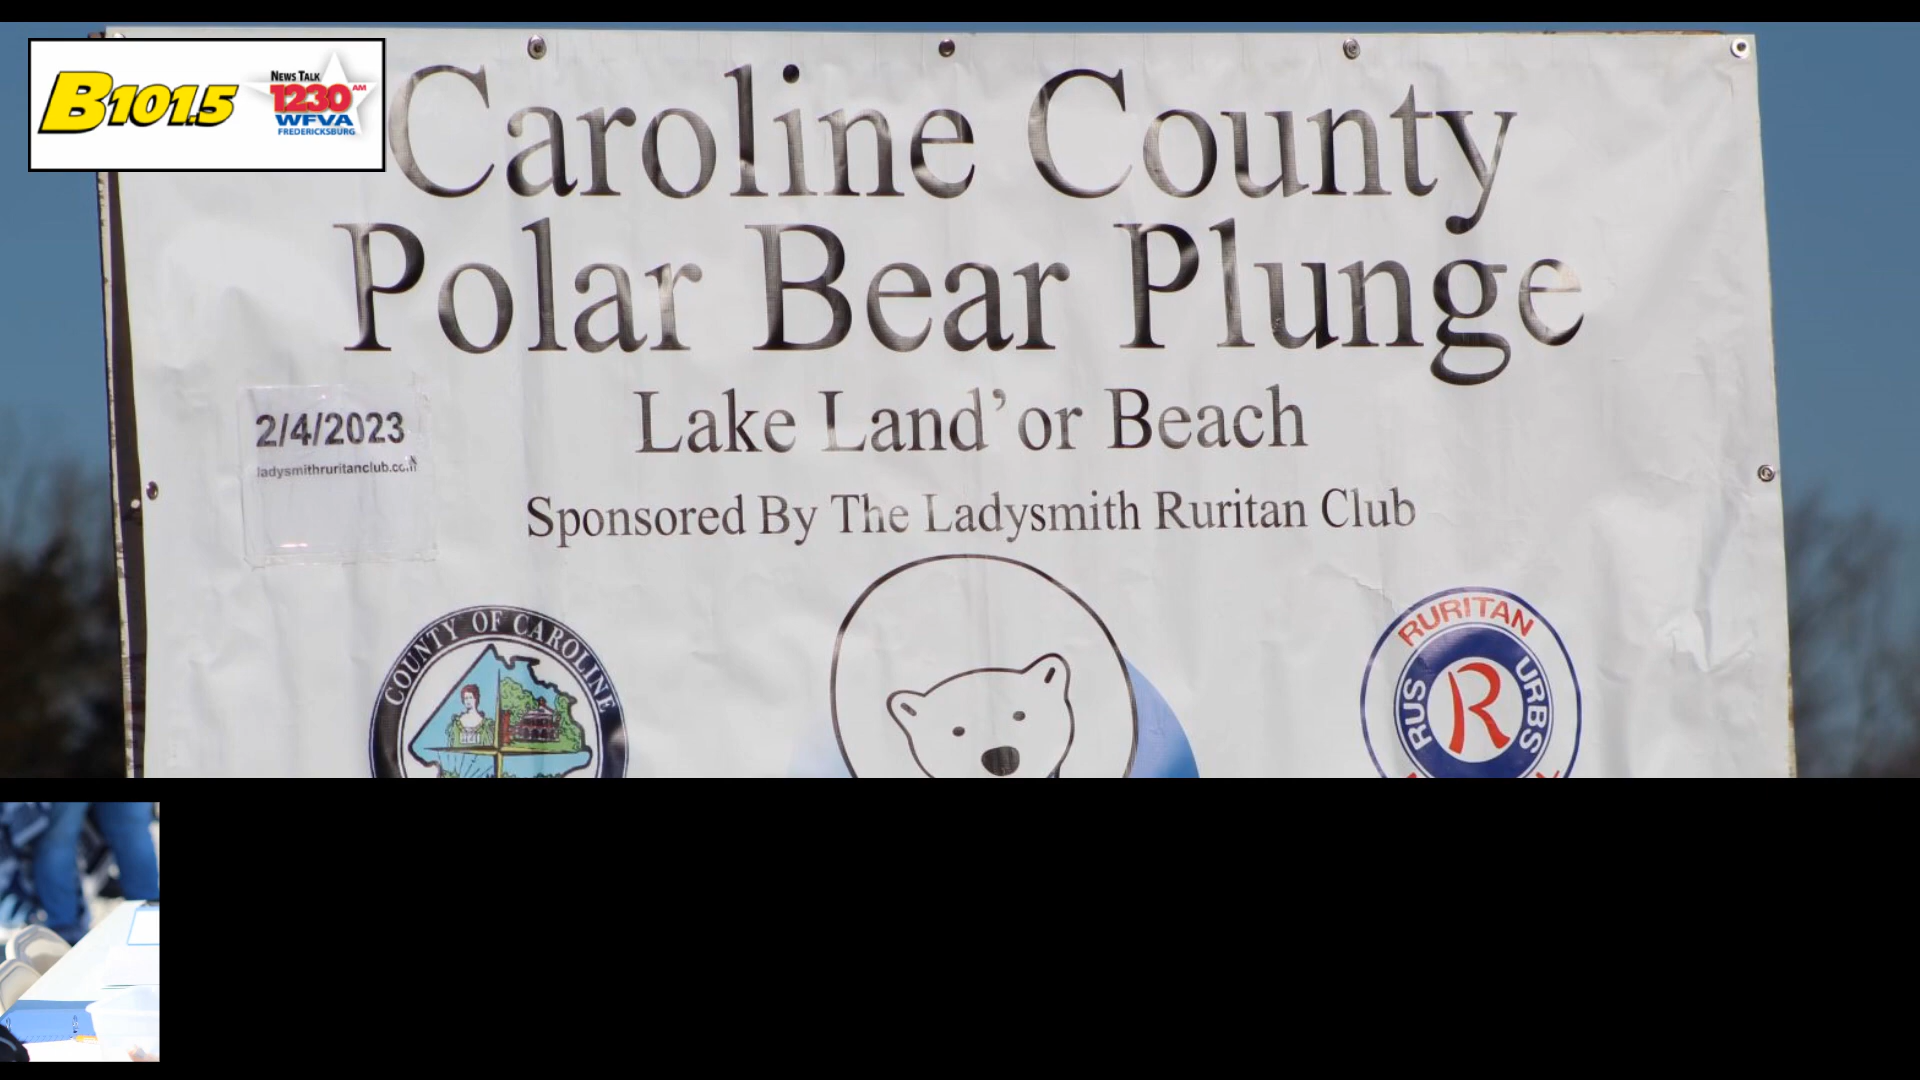 B101.5
NEWS TALK
1230 AM
WFVA
FREDERICKSBURG
Caroline County
Polar Bear Plunge
Lake Land'or Beach
2/4/2023
ladysmithruritanclub.com
Sponsored By The Ladysmith Ruritan Club
COUNTY OF CAROLINE
RURITAN
RUS
URBS
R